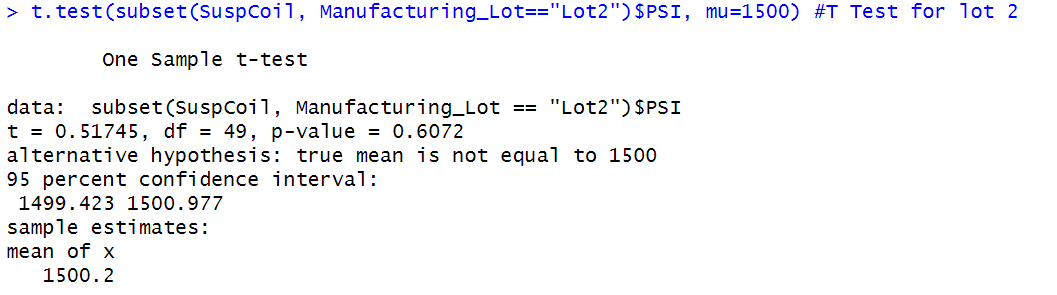 > t.test(subset(SuspCoil, Manufacturing_Lot=="Lot2")$PSI, mu=1500) #T Test for lot 2
One Sample t-test
data:  subset(SuspCoil, Manufacturing_Lot == "Lot2")$PSI
t = 0.51745, df = 49, p-value = 0.6072
alternative hypothesis: true mean is not equal to 1500
95 percent confidence interval:
1499.423 1500.977
sample estimates:
mean of x
1500.2